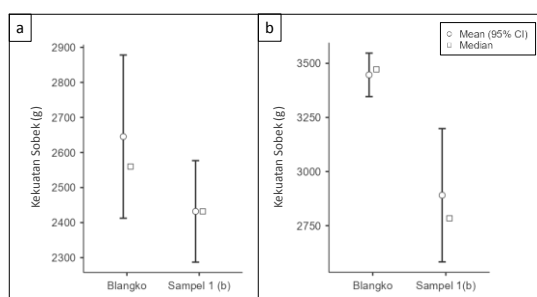 a
Kekuatan Sobek (g)
2900
2800
2700
2600
2500
2400
2300
Blangko
Sampel 1 (b)
b
Mean (95% CI)
Median
Kekuatan Sobek (g)
3500
3250
3000
2750
Blangko
Sampel 1(b)